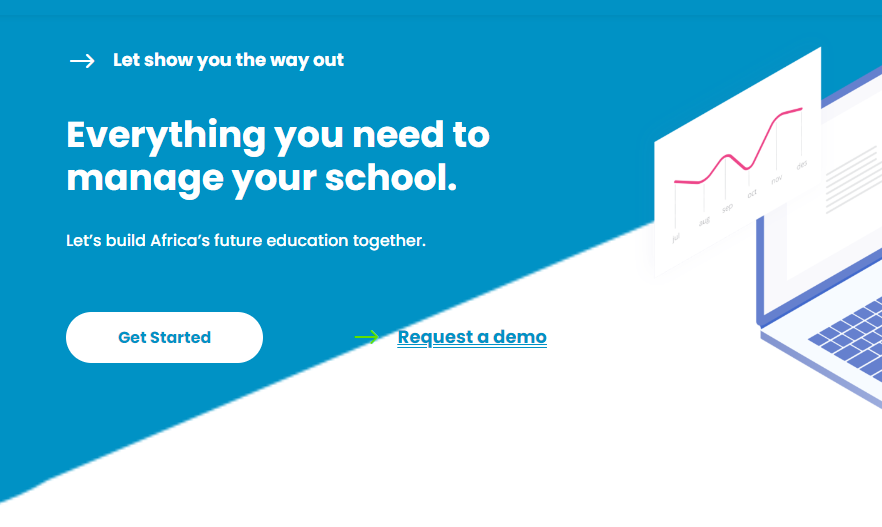 Let show you the way out
Everything you need to
manage your school.
Let's build Africa's future education together.
Get Started
Request a demo
jul aug sep oct nov des